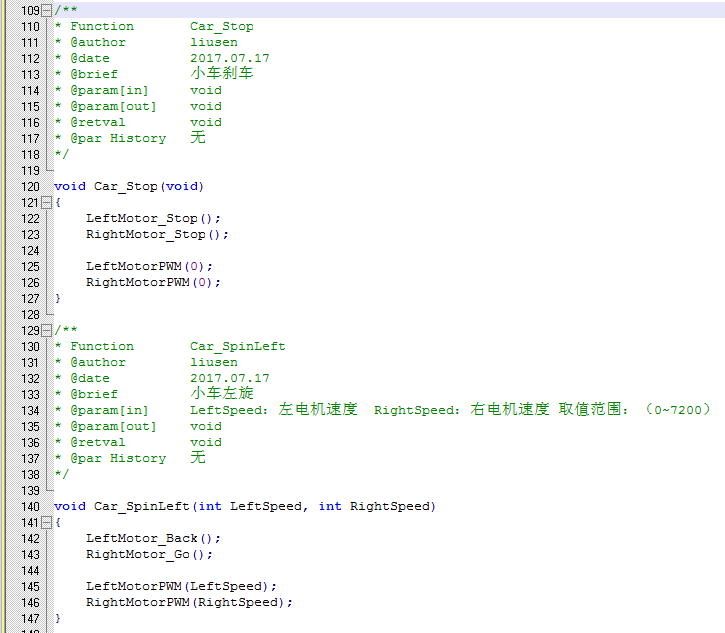 109 /**
110 * Function       Car_Stop
111 * @author        liusen
112 * @date          2017.07.17
113 * @brief         小车刹车
114 * @param[in]     void
115 * @param[out]    void
116 * @retval        void
117 * @par History   无
118 */
119
120 void Car_Stop(void)
121 {
122     LeftMotor_Stop();
123     RightMotor_Stop();
124
125     LeftMotorPWM(0);
126     RightMotorPWM(0);
127 }
128
129 /**
130 * Function       Car_SpinLeft
131 * @author        liusen
132 * @date          2017.07.17
133 * @brief         小车左旋
134 * @param[in]     LeftSpeed：左电机速度  RightSpeed：右电机速度 取值范围：（0~7200）
135 * @param[out]    void
136 * @retval        void
137 * @par History   无
138 */
139
140 void Car_SpinLeft(int LeftSpeed, int RightSpeed)
141 {
142     LeftMotor_Back();
143     RightMotor_Go();
144
145     LeftMotorPWM(LeftSpeed);
146     RightMotorPWM(RightSpeed);
147 }